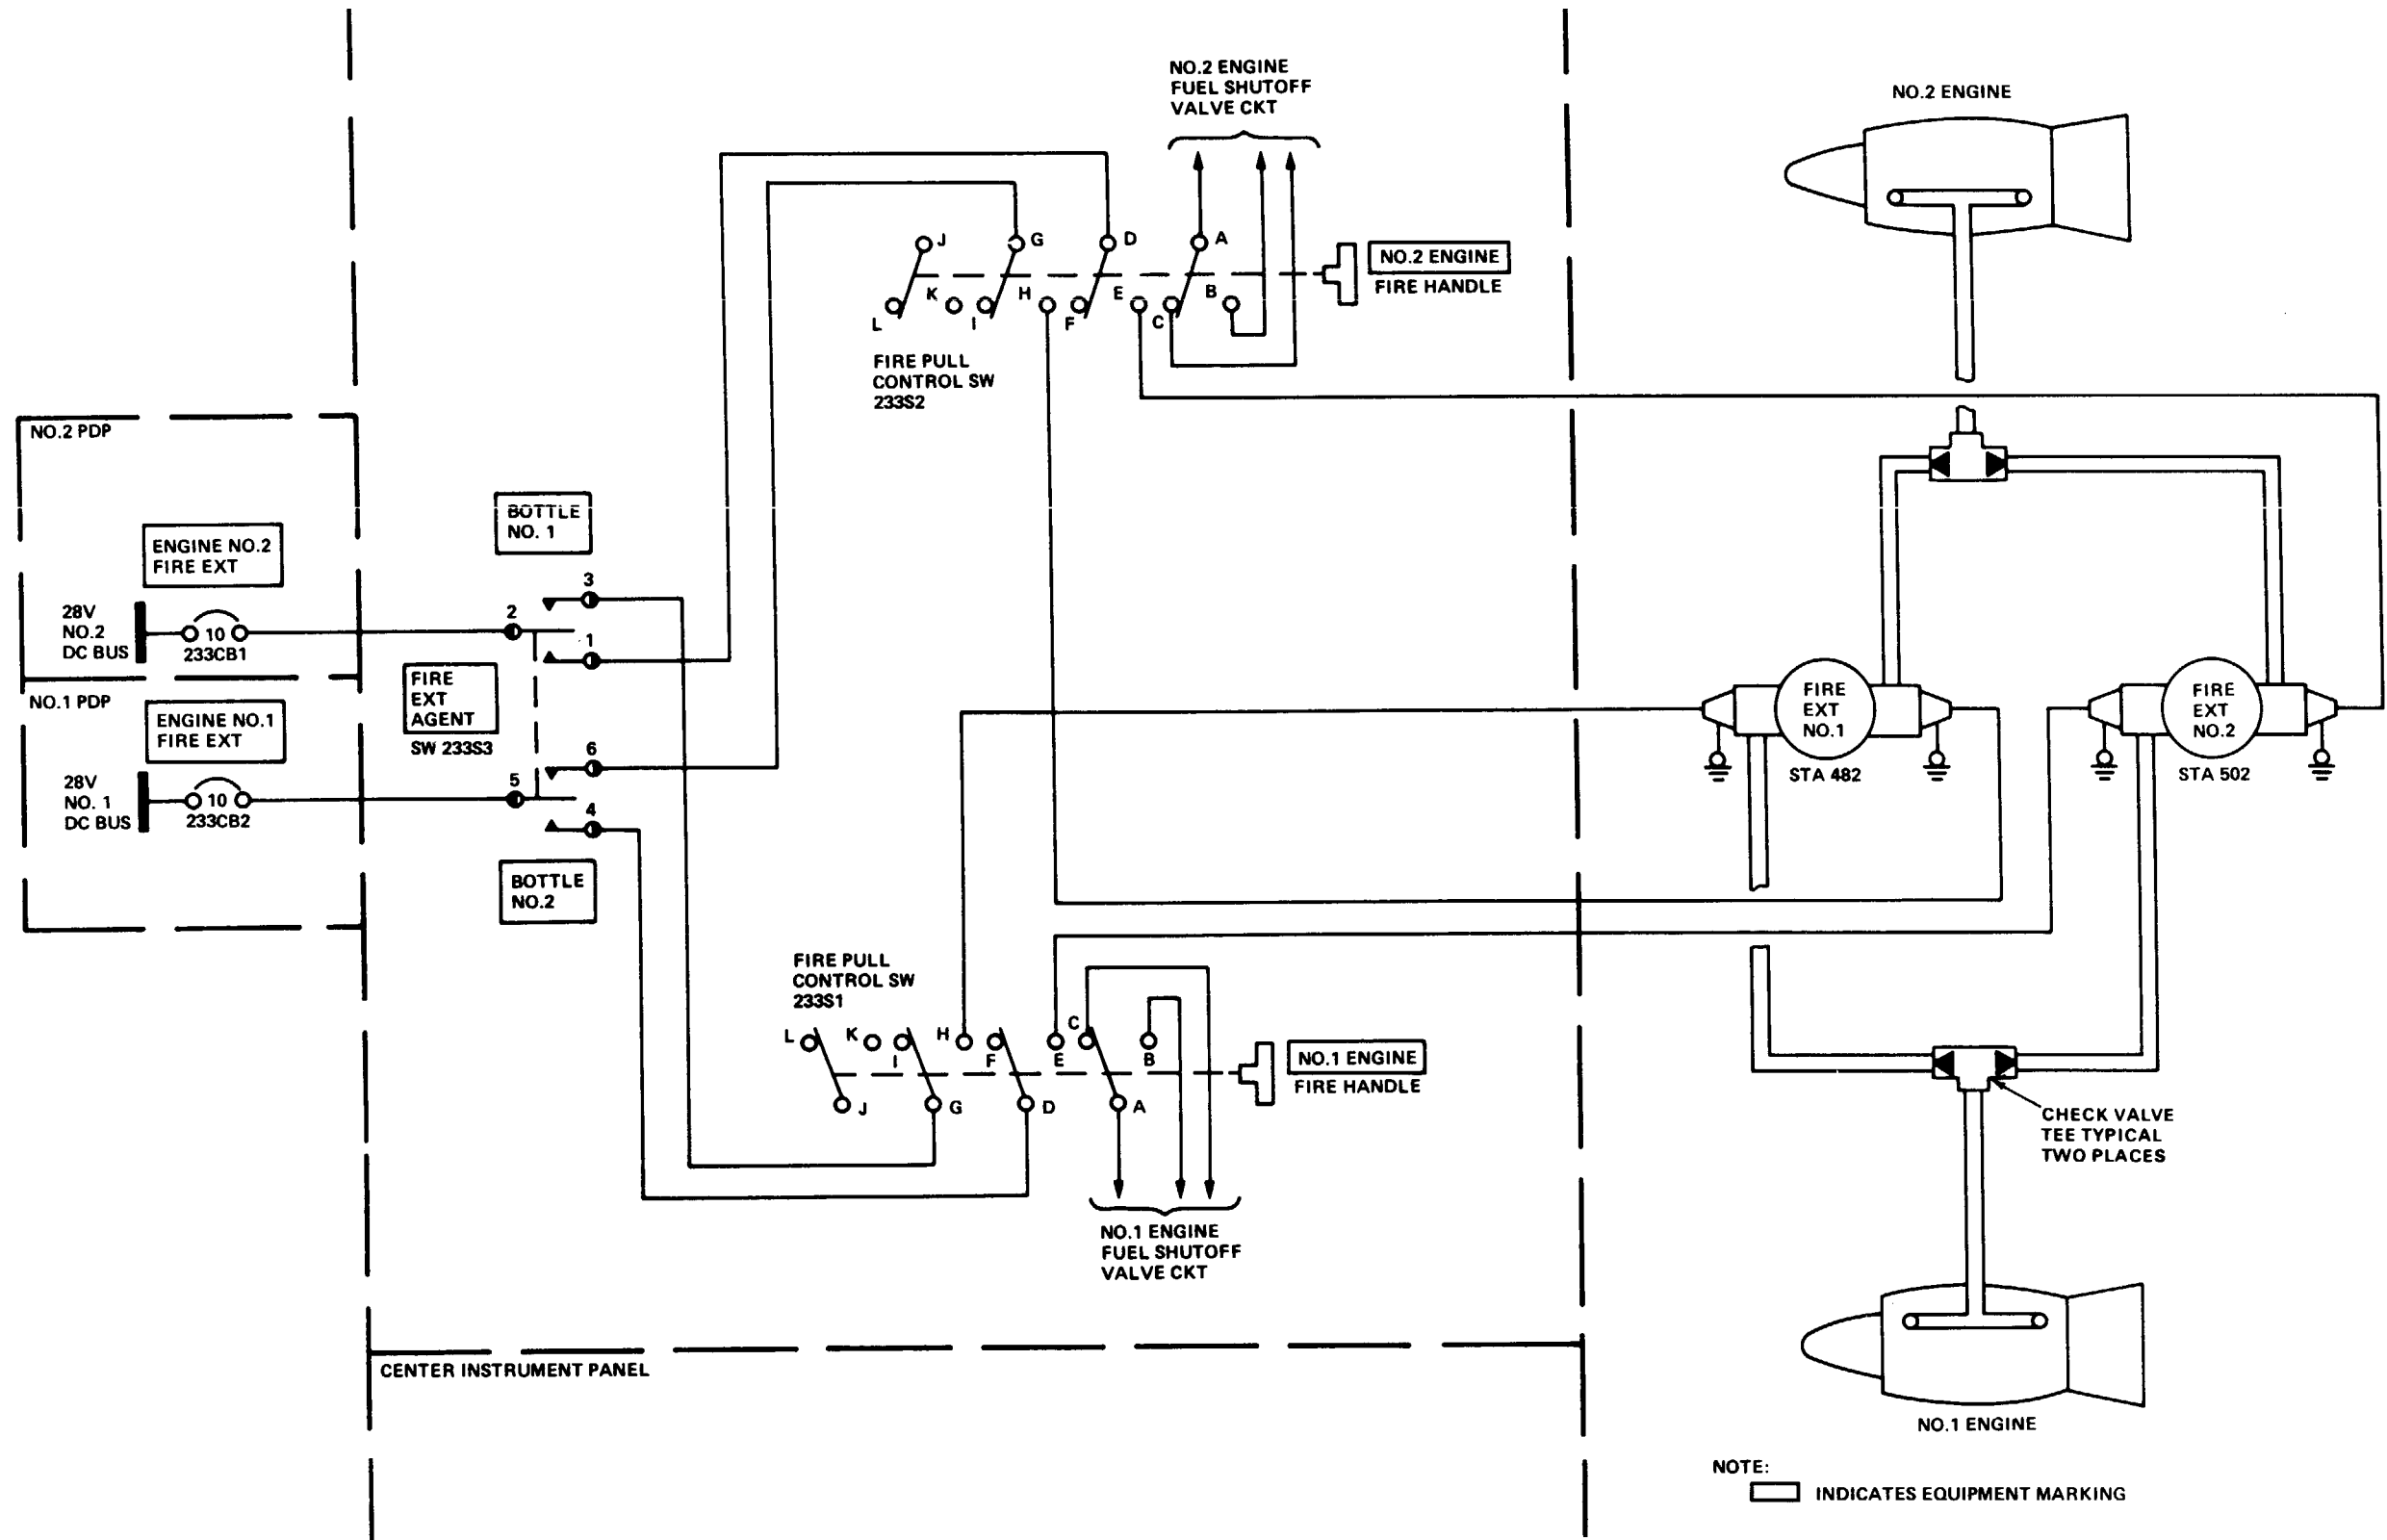 NO.2 ENGINE
FUEL SHUTOFF
VALVE CKT
NO.2 ENGINE
J
G
D
A
K
H
E
B
L
I
F
C
NO.2 ENGINE
FIRE HANDLE
FIRE PULL
CONTROL SW
233S2
NO.2 PDP
ENGINE NO.2
FIRE EXT
28V
NO.2
DC BUS
10
233CB1
NO.1 PDP
ENGINE NO.1
FIRE EXT
28V
NO. 1
DC BUS
10
233CB2
BOTTLE
NO. 1
3
2
1
FIRE
EXT
AGENT
SW 233S3
6
5
4
BOTTLE
NO.2
FIRE
EXT
NO.1
STA 482
FIRE
EXT
NO.2
STA 502
FIRE PULL
CONTROL SW
233S1
L
K
I
H
F
E
C
B
J
G
D
A
NO.1 ENGINE
FIRE HANDLE
NO.1 ENGINE
FUEL SHUTOFF
VALVE CKT
CHECK VALVE
TEE TYPICAL
TWO PLACES
CENTER INSTRUMENT PANEL
NO.1 ENGINE
NOTE:
INDICATES EQUIPMENT MARKING